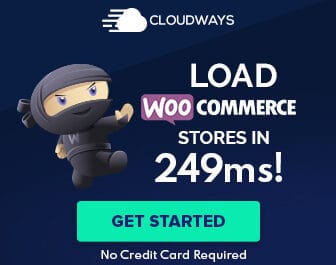 CLOUDWAYS
LOAD
WOO COMMERCE
STORES IN
249ms!
W
GET STARTED
No Credit Card Required